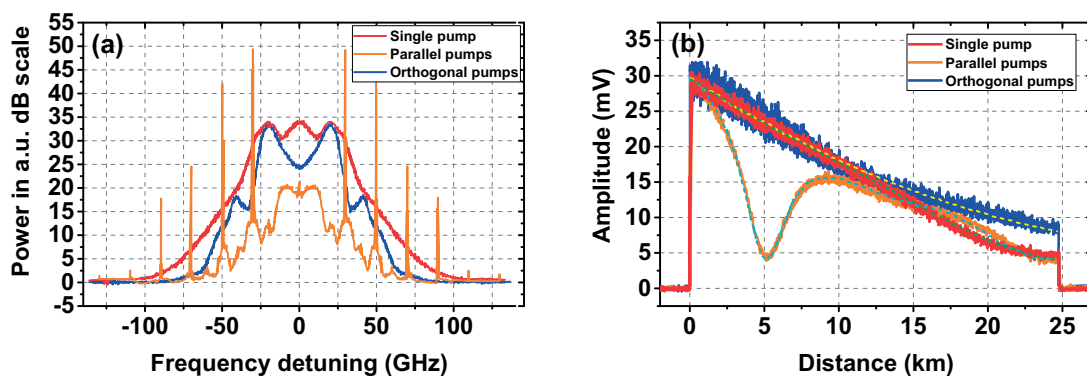 (a)
Single pump
Parallel pumps
Orthogonal pumps
Power in a.u. dB scale
55
50
45
40
35
30
25
20
15
10
5
0
-5
-100
-50
0
50
100
Frequency detuning (GHz)
(b)
Single pump
Parallel pumps
Orthogonal pumps
Amplitude (mV)
35
30
25
20
15
10
5
0
0
5
10
15
20
25
Distance (km)